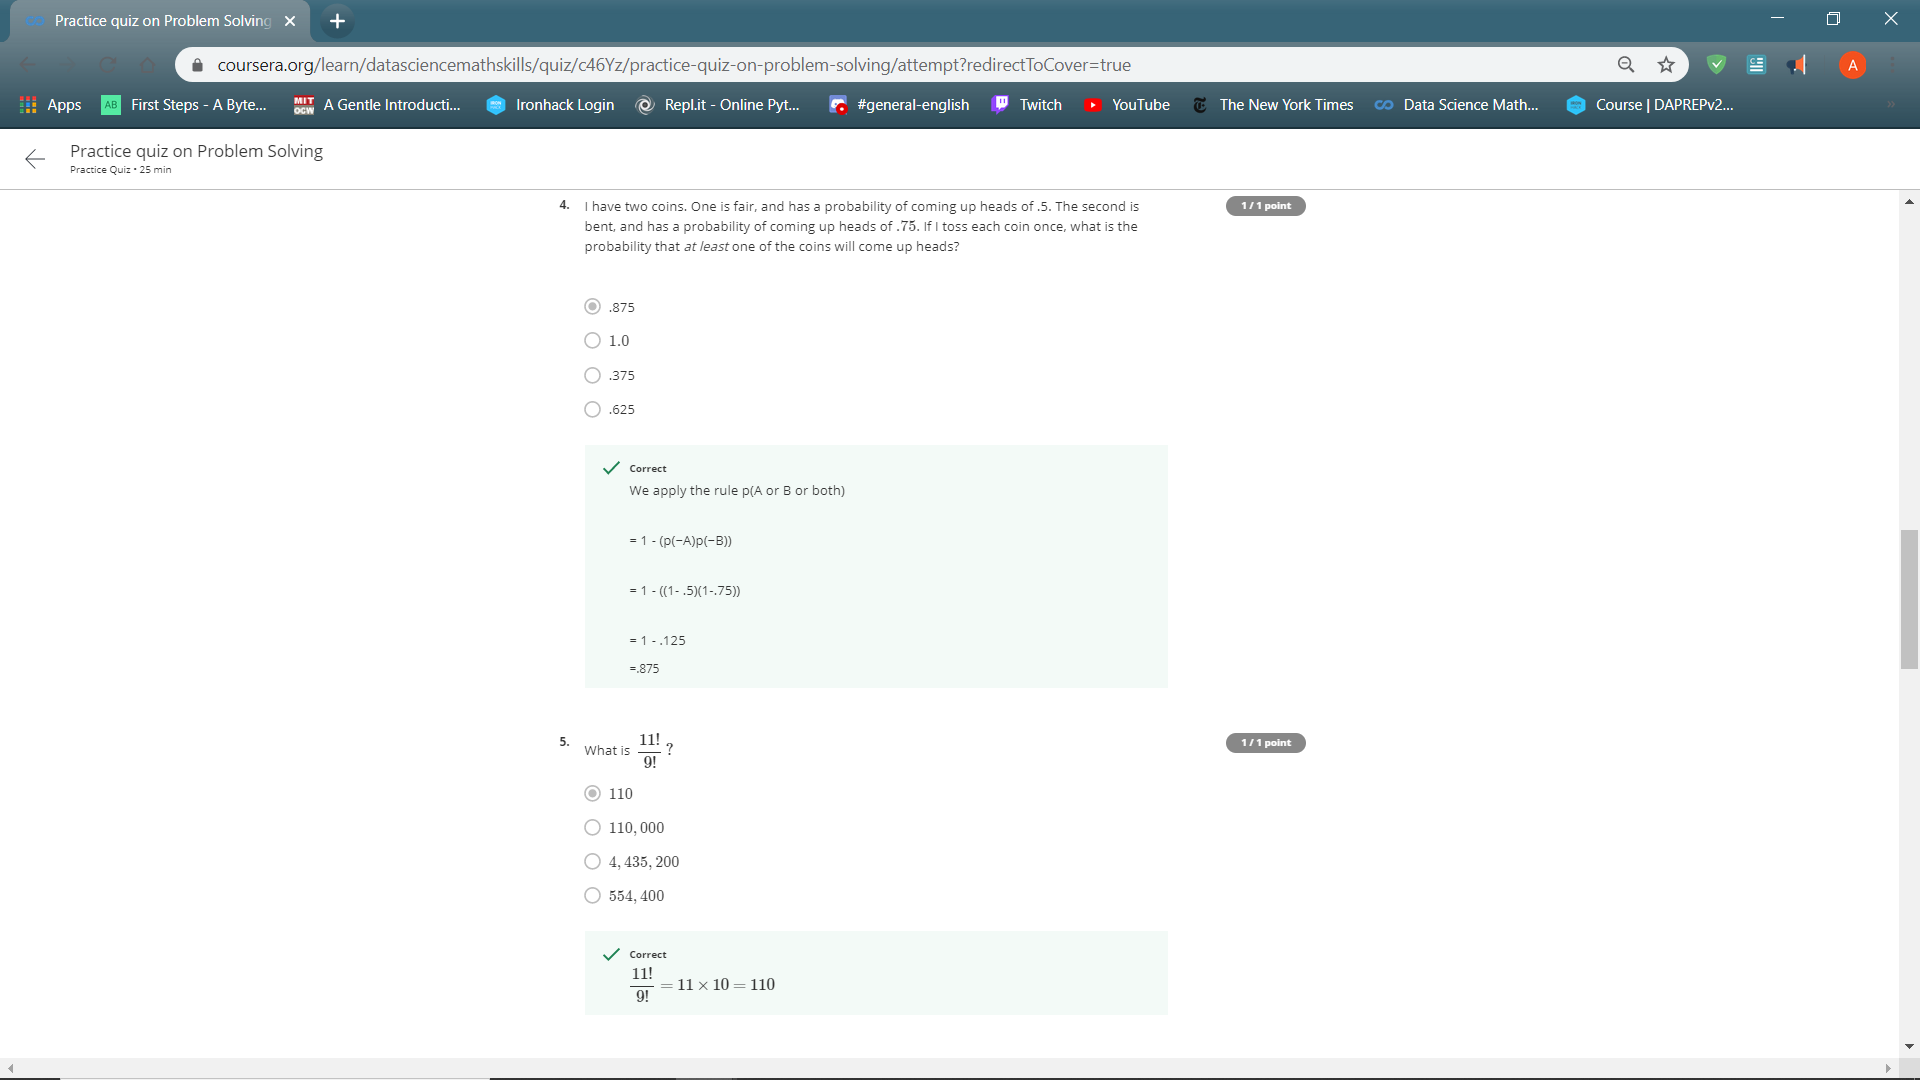 Practice quiz on Problem Solving
coursera.org/learn/datasciencemathskills/quiz/c46Yz/practice-quiz-on-problem-solving/attempt?redirectToCover=true
A
Apps
AB First Steps - A Byte...
MIT OCW A Gentle Introducti...
Ironhack Login
Repl.it - Online Pyt...
#general-english
Twitch
YouTube
The New York Times
Data Science Math...
Course | DAPREPv2...
Practice quiz on Problem Solving
Practice Quiz • 25 min
4. I have two coins. One is fair, and has a probability of coming up heads of .5. The second is
1 / 1 point
bent, and has a probability of coming up heads of .75. If I toss each coin once, what is the
probability that at least one of the coins will come up heads?
.875
1.0
.375
.625
Correct
We apply the rule p(A or B or both)
= 1 - (p(~A)p(~B))
= 1 - ((1- .5)(1-.75))
= 1 - .125
=.875
5. What is 11!/9! ?
1 / 1 point
110
110,000
4,435,200
554,400
Correct
11!/9! = 11 × 10 = 110